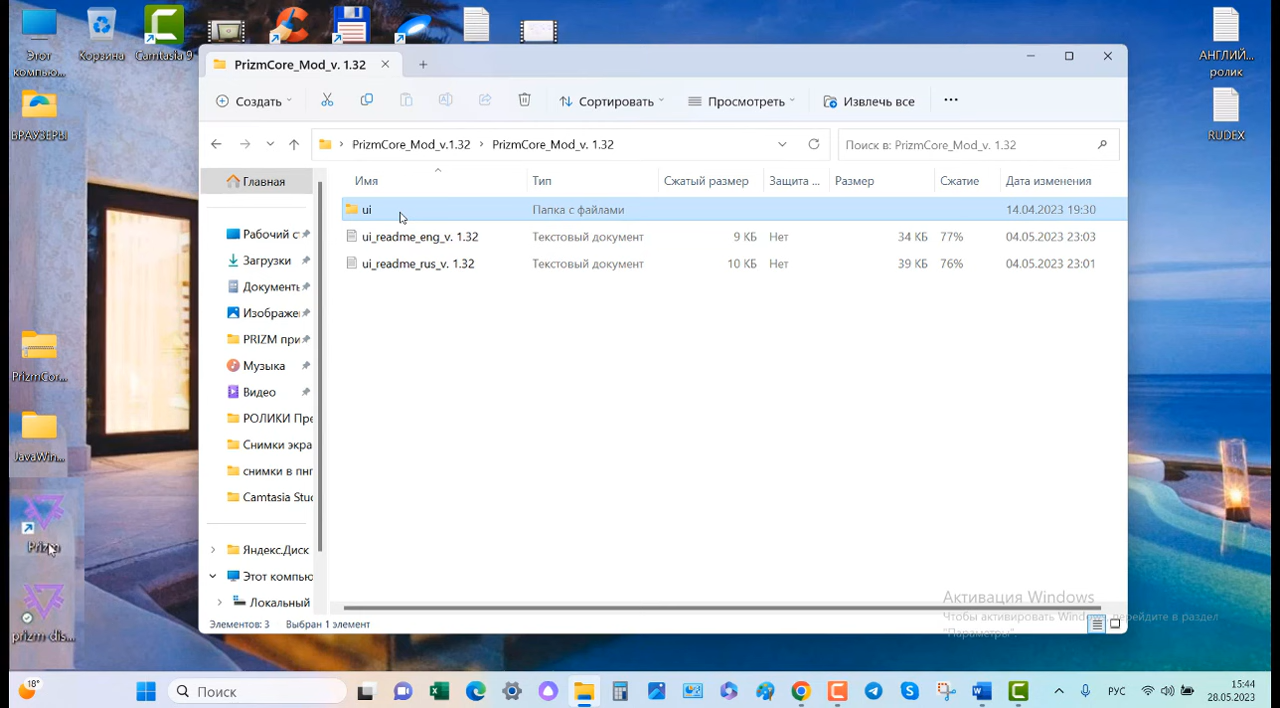 Этот компью...
Корзина
Camtasia 9
АНГЛИЙ... ролик
БРАУЗЕРЫ
RUDEX
PrizmCor...
JavaWin...
Prizm
prizm-dis...
PrizmCore_Mod_v. 1.32
Создать
Сортировать
Просмотреть
Извлечь все
PrizmCore_Mod_v.1.32 > PrizmCore_Mod_v. 1.32
Поиск в: PrizmCore_Mod_v. 1.32
Главная
Рабочий с
Загрузки
Документы
Изображе
PRIZM при
Музыка
Видео
РОЛИКИ Пре
Снимки экра
снимки в пнг
Camtasia Stu
Яндекс.Диск
Этот компью
Локальный
Имя Тип Сжатый размер Защита ... Размер Сжатие Дата изменения
ui Папка с файлами 14.04.2023 19:30
ui_readme_eng_v. 1.32 Текстовый документ 9 КБ Нет 34 КБ 77% 04.05.2023 23:03
ui_readme_rus_v. 1.32 Текстовый документ 10 КБ Нет 39 КБ 76% 04.05.2023 23:01
Активация Windows
Чтобы активировать Windows, перейдите в раздел
"Параметры".
Элементов: 3 Выбран 1 элемент
18°
Поиск
РУС
15:44
28.05.2023